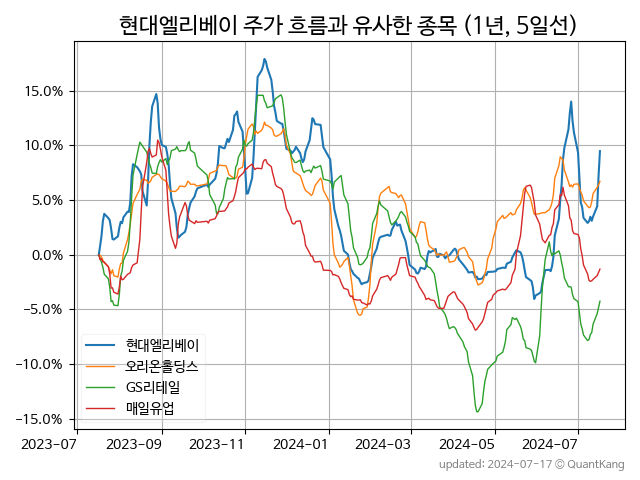 현대엘리베이 주가 흐름과 유사한 종목 (1년, 5일선)
15.0%
10.0%
5.0%
0.0%
−5.0%
−10.0%
−15.0%
현대엘리베이
오리온홀딩스
GS리테일
매일유업
2023-07 2023-09 2023-11 2024-01 2024-03 2024-05 2024-07
updated: 2024-07-17 © QuantKang